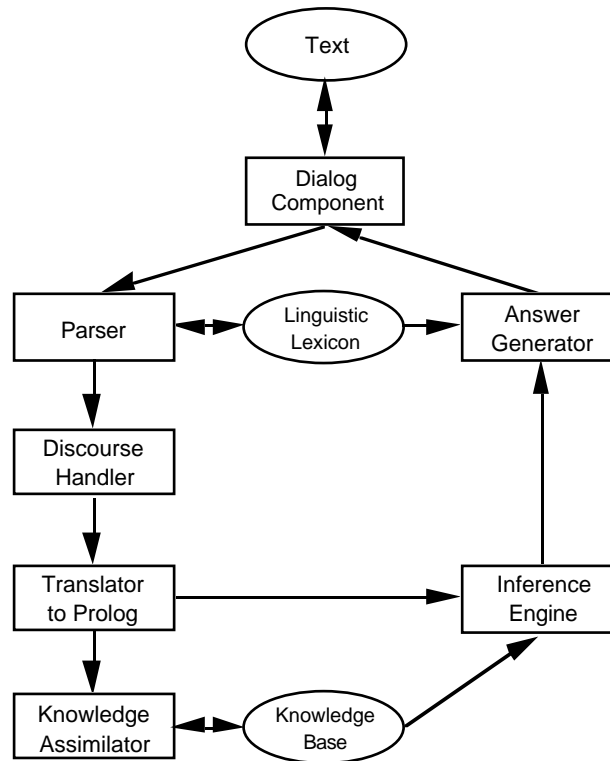 Text
Dialog
Component
Parser
Linguistic
Lexicon
Answer
Generator
Discourse
Handler
Translator
to Prolog
Inference
Engine
Knowledge
Assimilator
Knowledge
Base